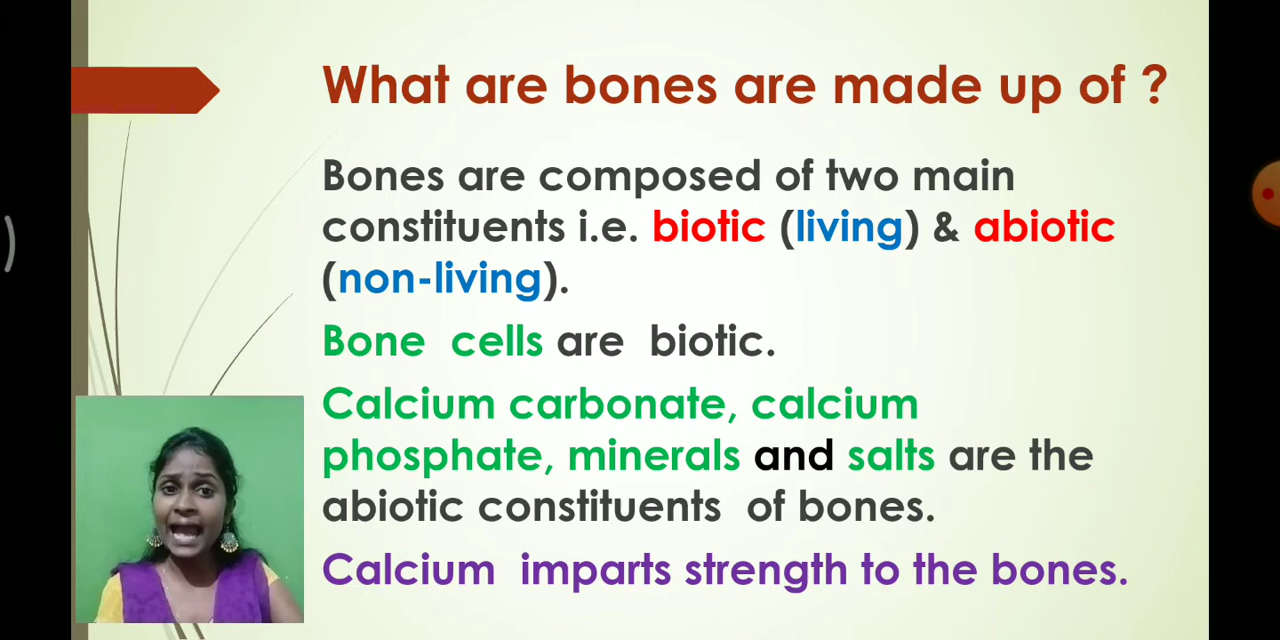 What are bones are made up of ?
Bones are composed of two main
constituents i.e. biotic (living) & abiotic
(non-living).
Bone cells are biotic.
Calcium carbonate, calcium
phosphate, minerals and salts are the
abiotic constituents of bones.
Calcium imparts strength to the bones.